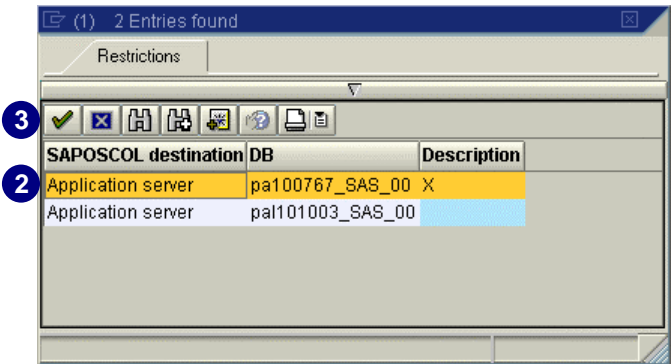 (1) 2 Entries found
Restrictions
3
SAPOSCOL destination DB Description
2
Application server pa100767_SAS_00 X
Application server pal101003_SAS_00